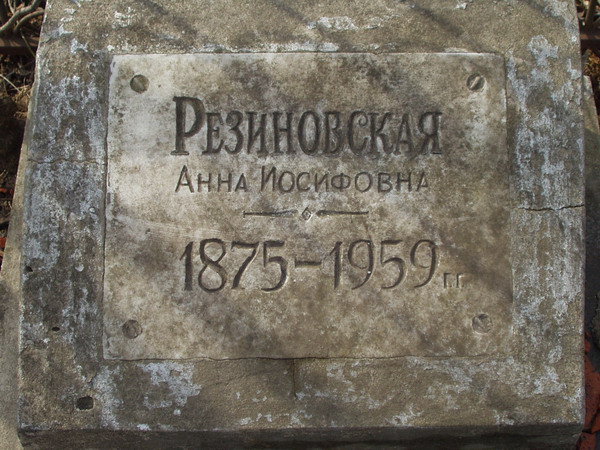 Резиновская
Анна Иосифовна
1875-1959 гг.